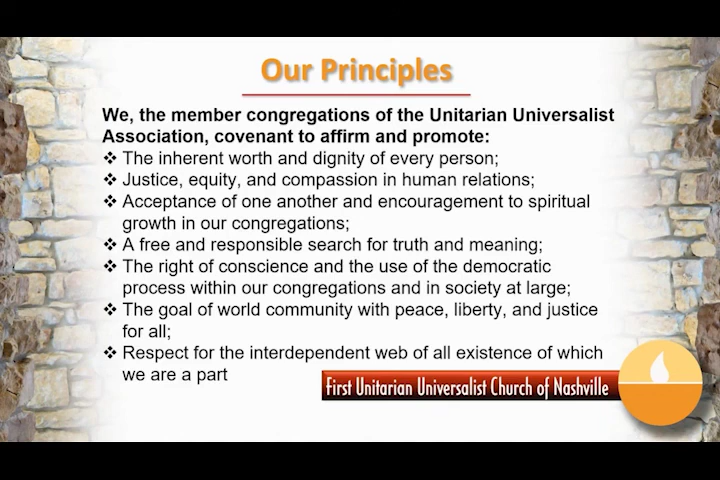 Our Principles
We, the member congregations of the Unitarian Universalist
Association, covenant to affirm and promote:
❖ The inherent worth and dignity of every person;
❖ Justice, equity, and compassion in human relations;
❖ Acceptance of one another and encouragement to spiritual
growth in our congregations;
❖ A free and responsible search for truth and meaning;
❖ The right of conscience and the use of the democratic
process within our congregations and in society at large;
❖ The goal of world community with peace, liberty, and justice
for all;
❖ Respect for the interdependent web of all existence of which
we are a part
First Unitarian Universalist Church of Nashville